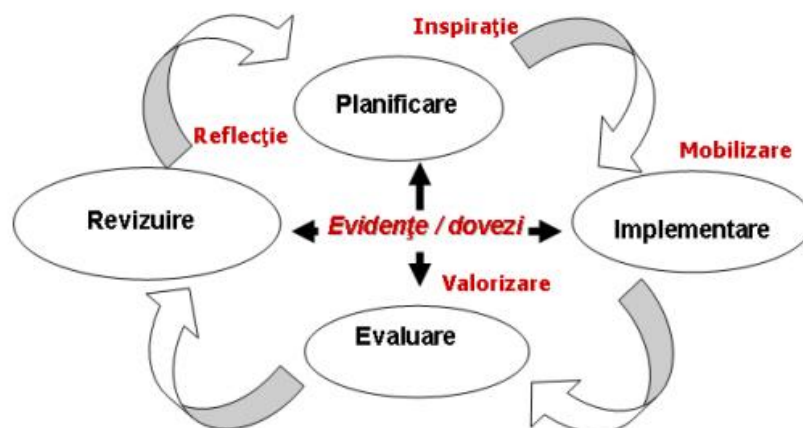 Inspiraţie
Planificare
Reflecţie
Mobilizare
Revizuire
Evidenţe / dovezi
Implementare
Valorizare
Evaluare